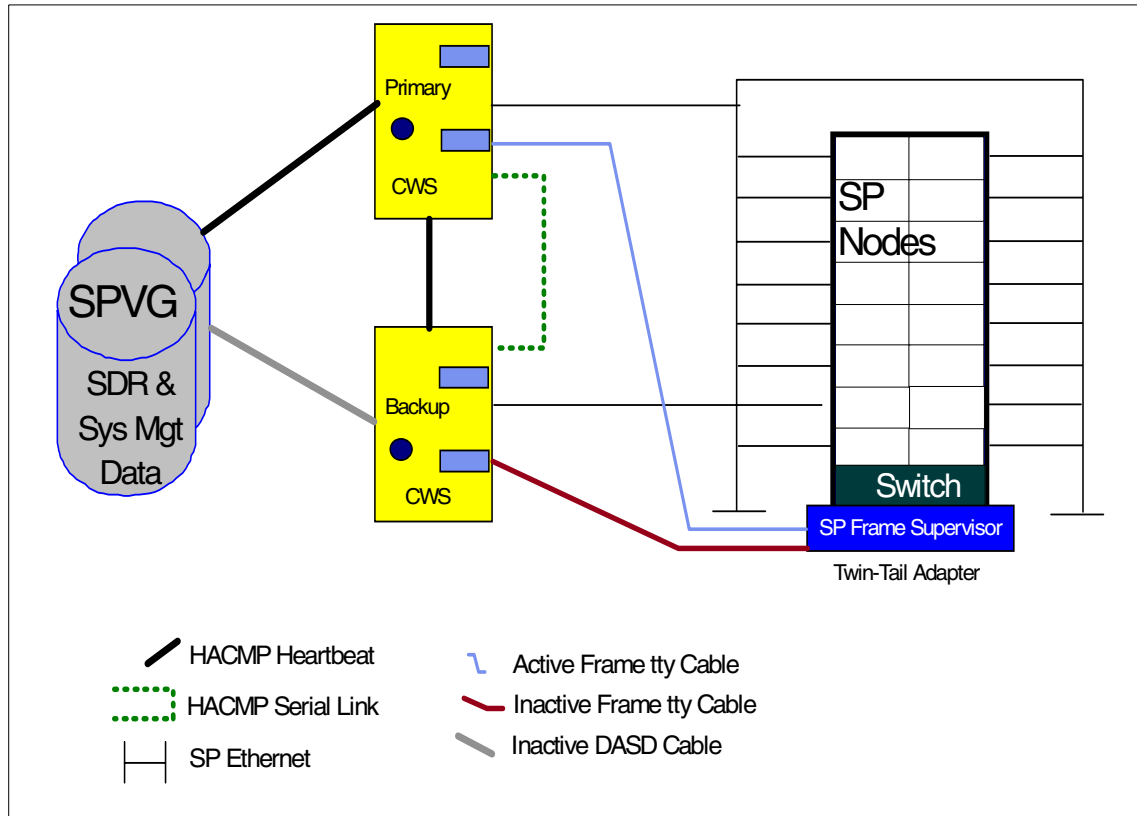 Primary
CWS
SPVG
SDR &
Sys Mgt
Data
Backup
CWS
SP
Nodes
Switch
SP Frame Supervisor
Twin-Tail Adapter
HACMP Heartbeat
HACMP Serial Link
SP Ethernet
Active Frame tty Cable
Inactive Frame tty Cable
Inactive DASD Cable